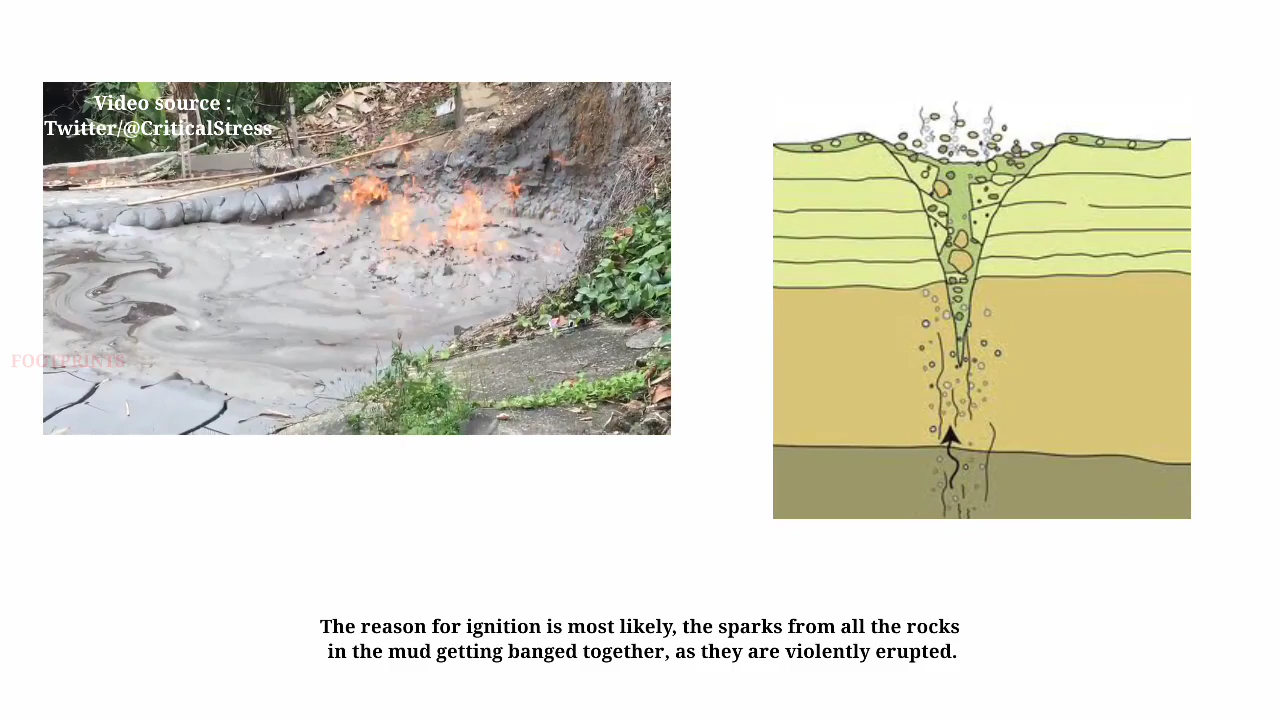 Video source :
Twitter/@CriticalStress
FOOTPRINTS
The reason for ignition is most likely, the sparks from all the rocks
in the mud getting banged together, as they are violently erupted.